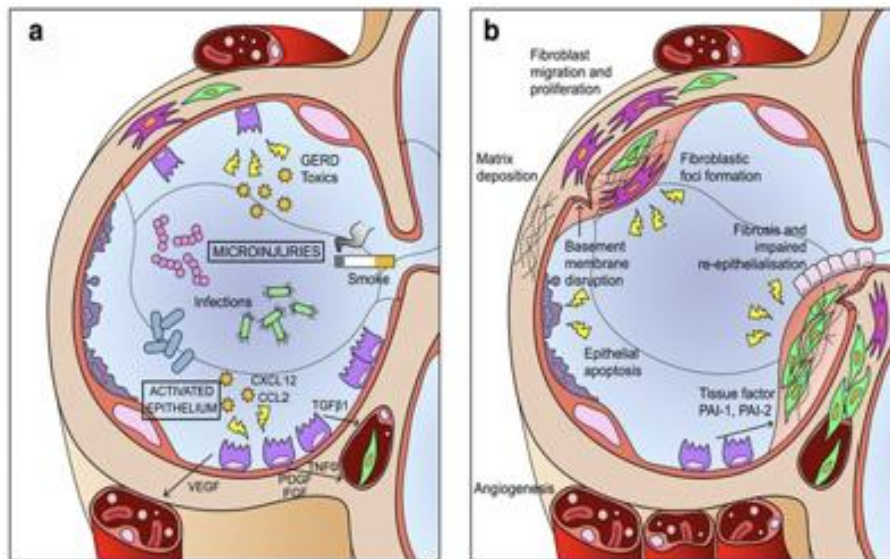 a
GERD
Toxics
MICROINJURIES
Smoke
Infections
ACTIVATED
EPITHELIUM
CXCL12
CCL2
TGFβ1
VEGF
PDGF
b
Fibroblast
migration and
proliferation
Matrix
deposition
Fibroblastic
foci formation
Basement
membrane
disruption
Fibrosis and
impaired
re-epithelialisation
Epithelial
apoptosis
Tissue factor
PAI-1, PAI-2
Angiogenesis